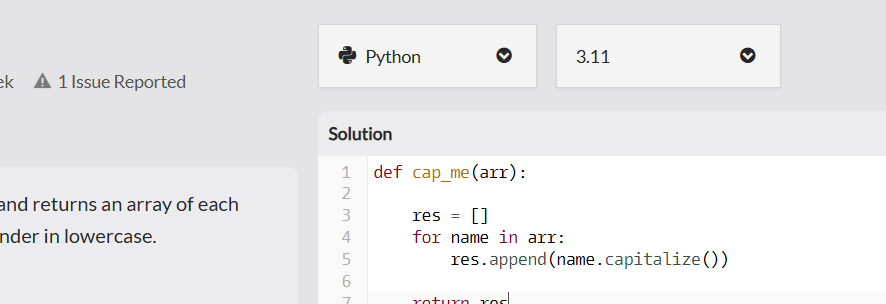 Python
3.11
ek
1 Issue Reported
Solution
and returns an array of each
nder in lowercase.
1 def cap_me(arr):
2
3     res = []
4     for name in arr:
5         res.append(name.capitalize())
6
7     return res